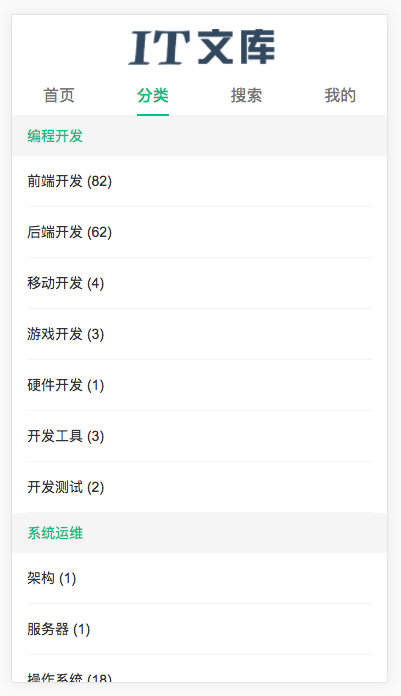 IT文库
首页 分类 搜索 我的
编程开发
前端开发 (82)
后端开发 (62)
移动开发 (4)
游戏开发 (3)
硬件开发 (1)
开发工具 (3)
开发测试 (2)
系统运维
架构 (1)
服务器 (1)
操作系统 (18)